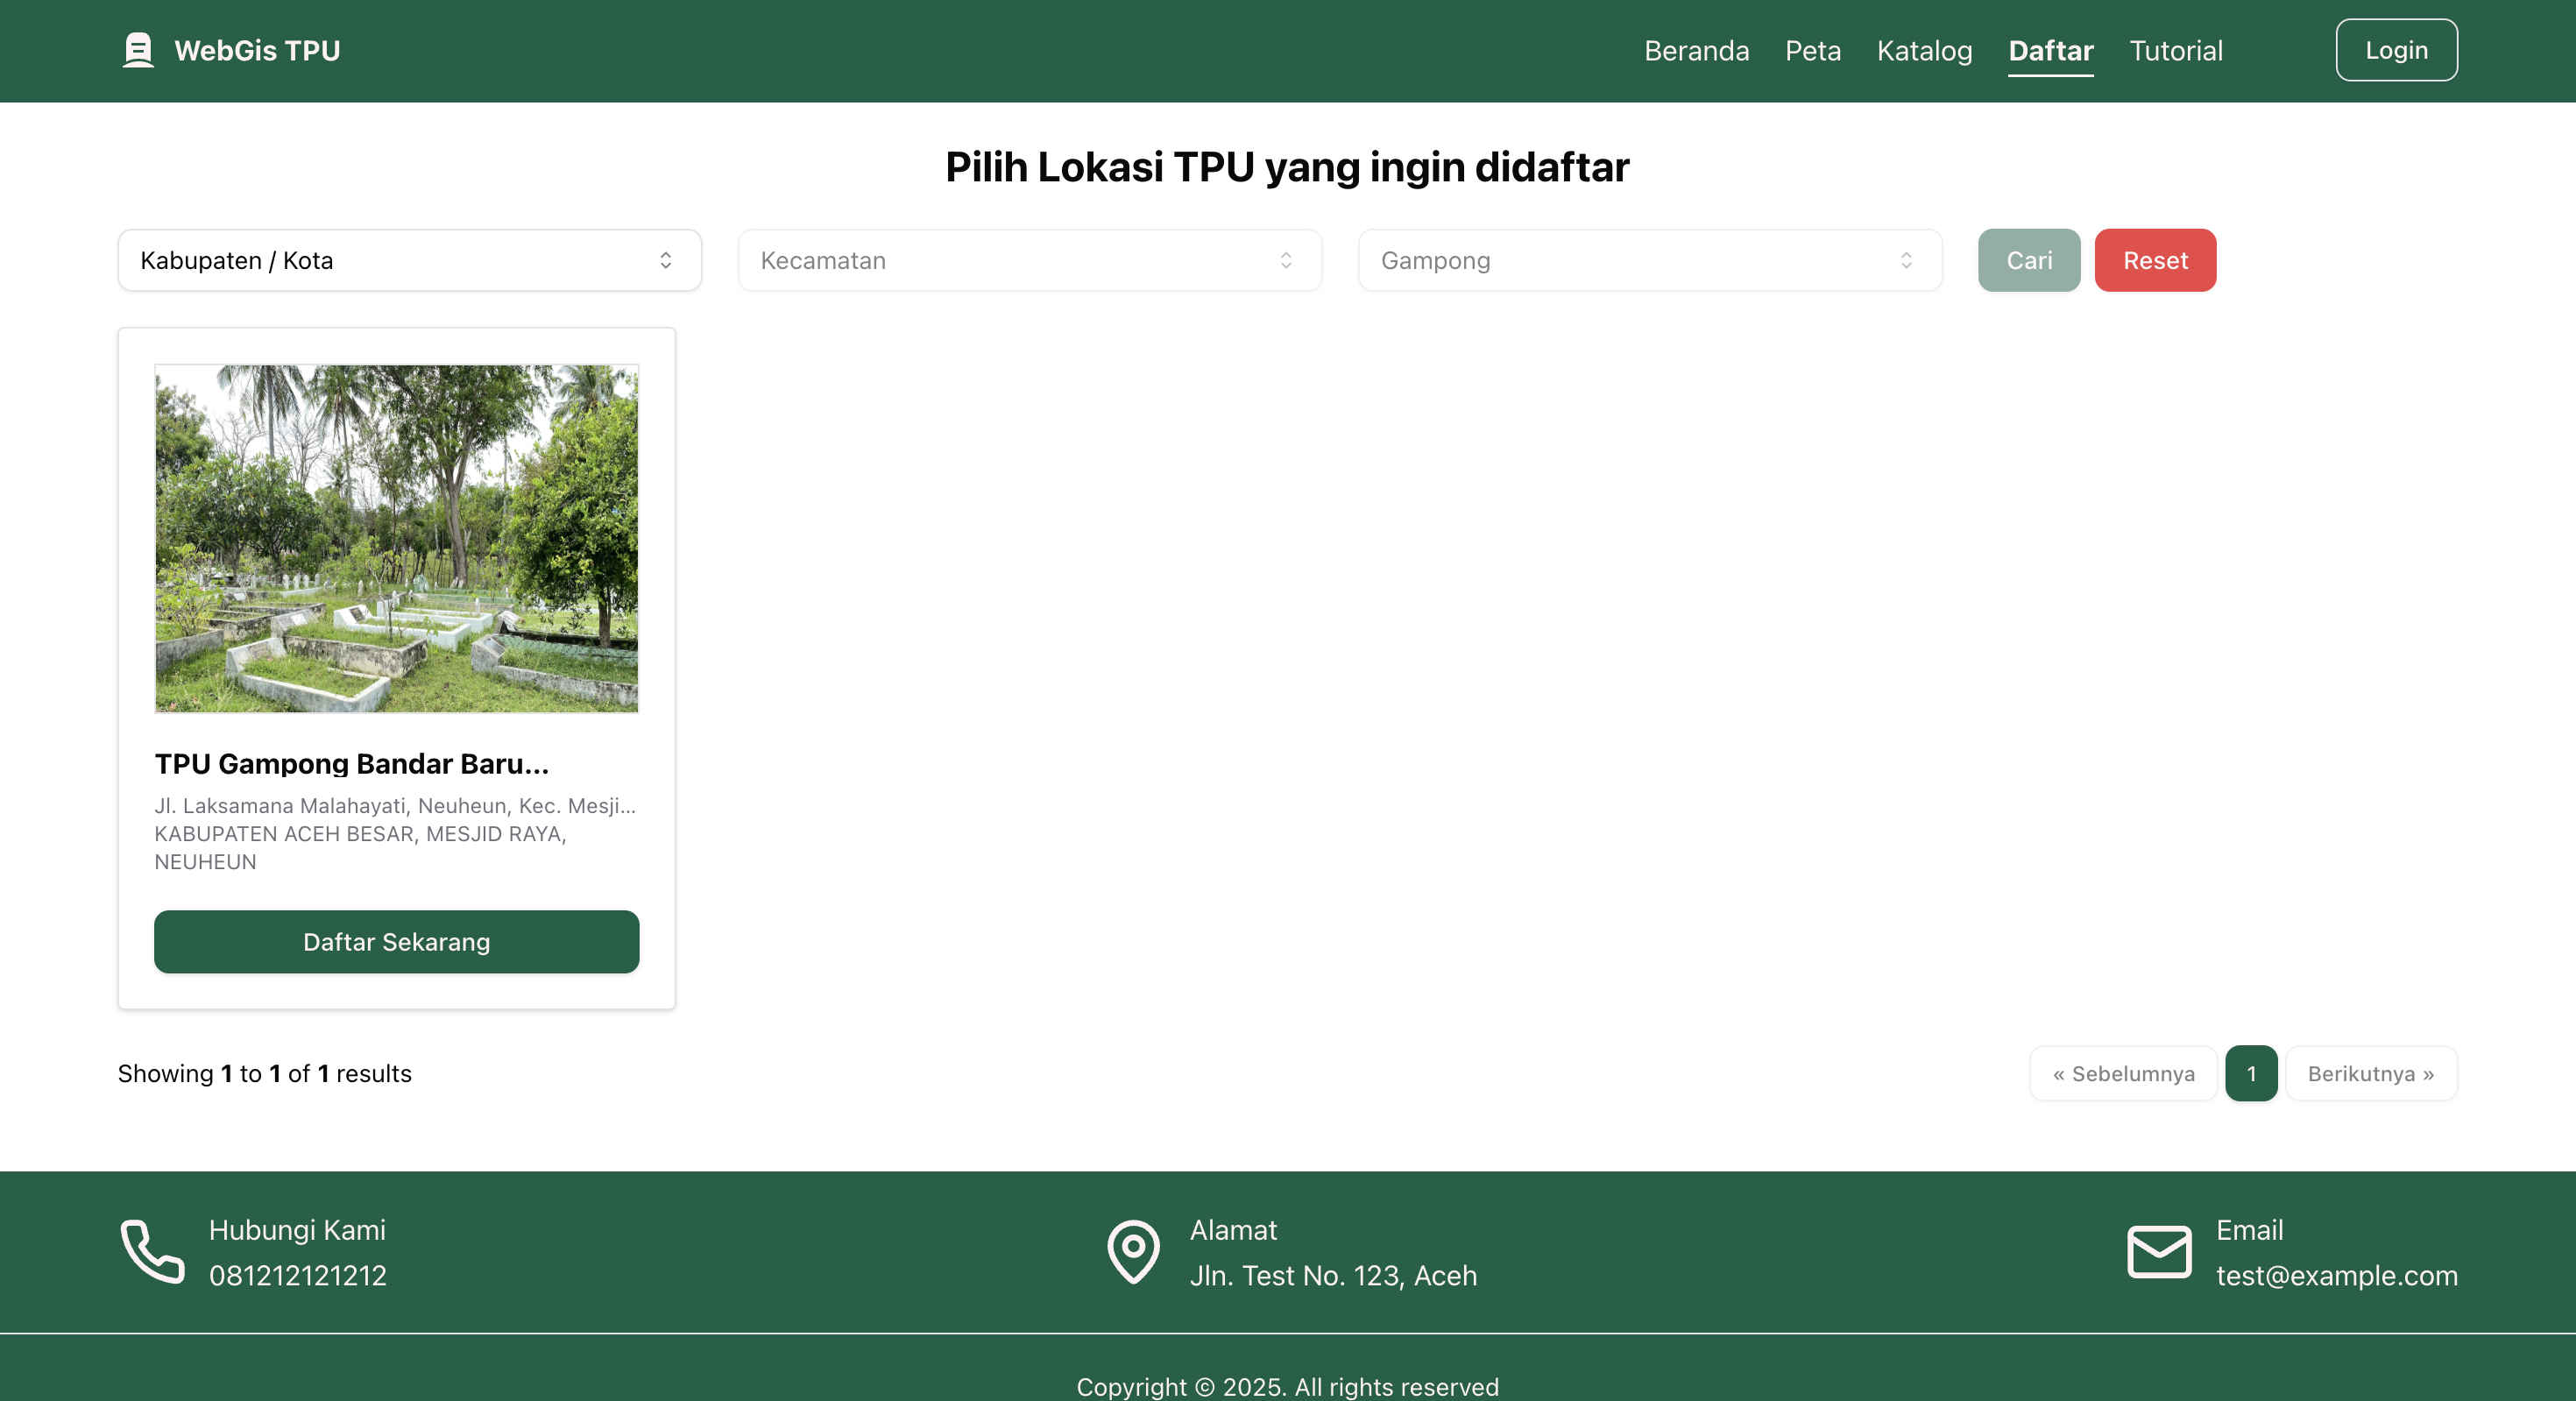 WebGis TPU
Beranda Peta Katalog Daftar Tutorial Login
Pilih Lokasi TPU yang ingin didaftar
Kabupaten / Kota Kecamatan Gampong Cari Reset
TPU Gampong Bandar Baru...
Jl. Laksamana Malahayati, Neuheun, Kec. Mesji...
KABUPATEN ACEH BESAR, MESJID RAYA,
NEUHEUN
Daftar Sekarang
Showing 1 to 1 of 1 results
« Sebelumnya 1 Berikutnya »
Hubungi Kami
081212121212
Alamat
Jln. Test No. 123, Aceh
Email
test@example.com
Copyright © 2025. All rights reserved